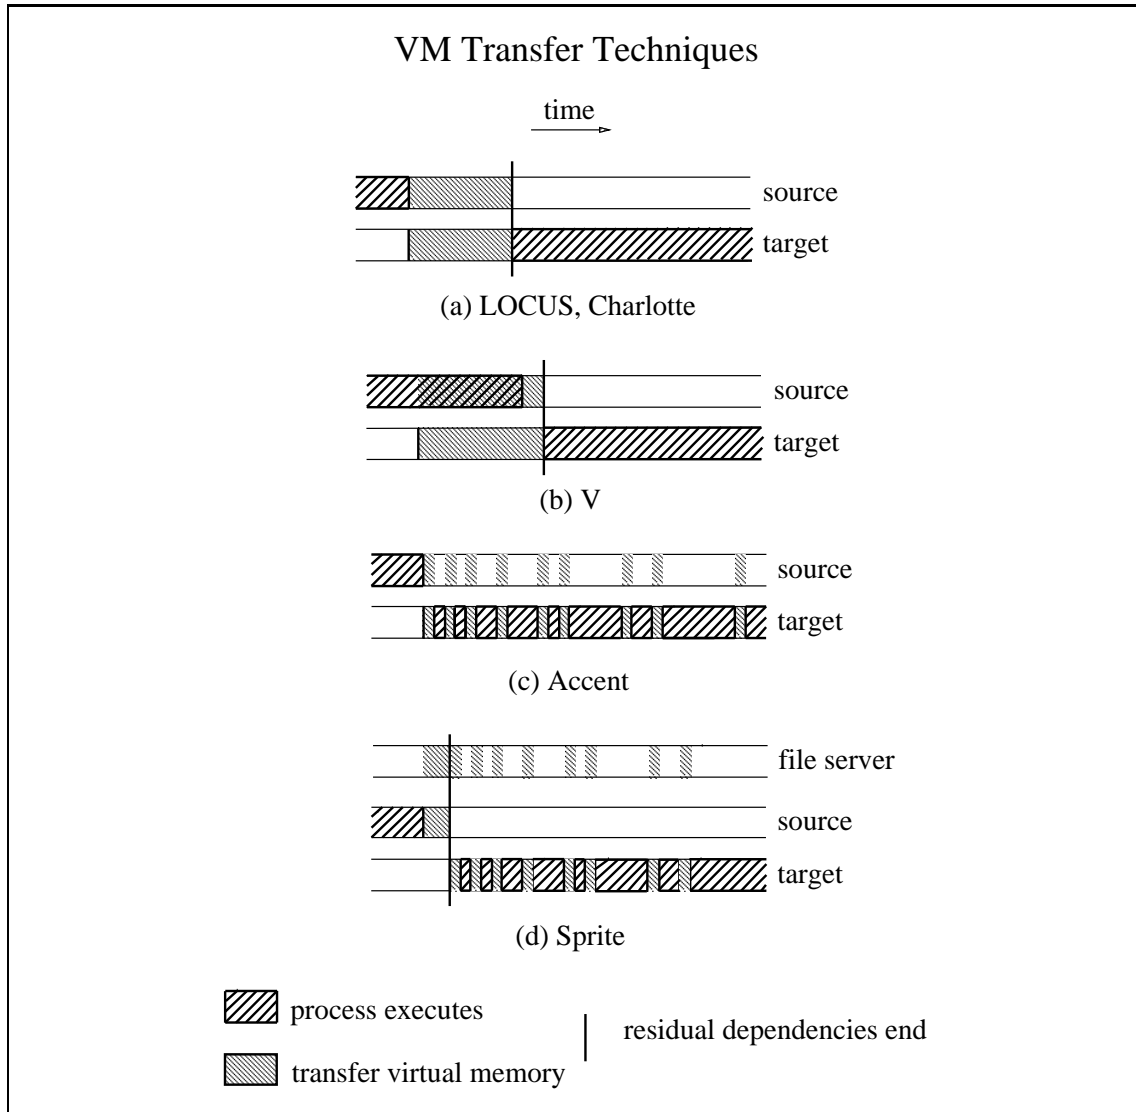 VM Transfer Techniques
time
source
target
(a) LOCUS, Charlotte
source
target
(b) V
source
target
(c) Accent
file server
source
target
(d) Sprite
process executes
residual dependencies end
transfer virtual memory